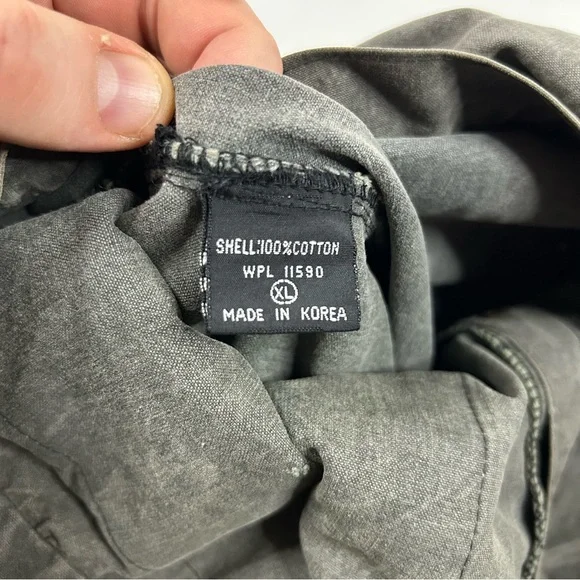 SHELL:100%COTTON
WPL 11590
XL
MADE IN KOREA